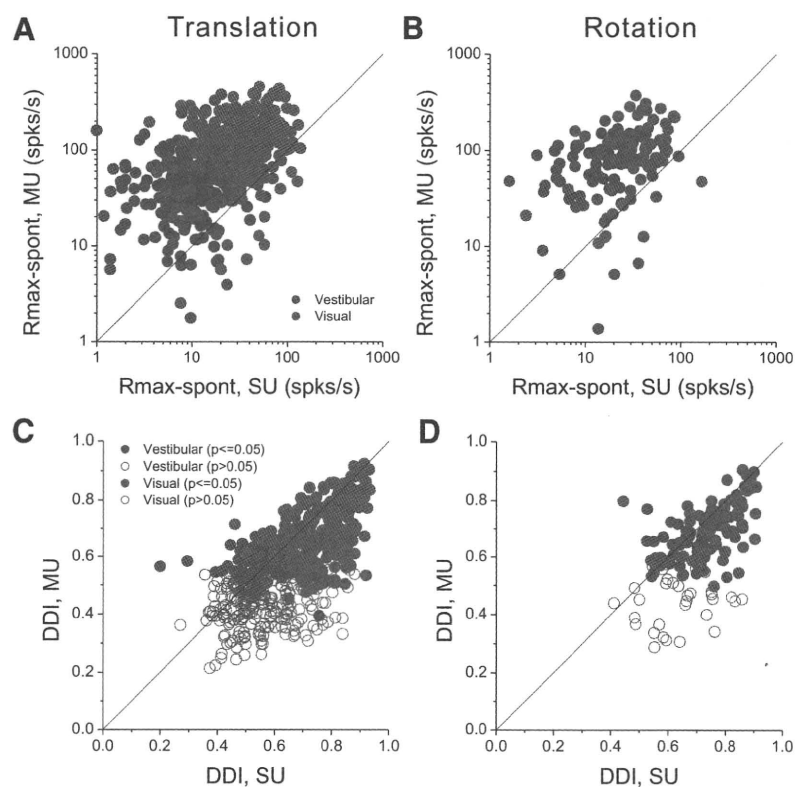 A Translation
B Rotation
Rmax-spont, MU (spks/s)
1000
100
10
1
1 10 100 1000
Rmax-spont, SU (spks/s)
Vestibular
Visual
Rmax-spont, MU (spks/s)
1000
100
10
1
1 10 100 1000
Rmax-spont, SU (spks/s)
C
DDI, MU
1.0
0.8
0.6
0.4
0.2
0.0
0.0 0.2 0.4 0.6 0.8 1.0
DDI, SU
Vestibular (p<=0.05)
Vestibular (p>0.05)
Visual (p<=0.05)
Visual (p>0.05)
D
DDI, MU
1.0
0.8
0.6
0.4
0.2
0.0
0.0 0.2 0.4 0.6 0.8 1.0
DDI, SU